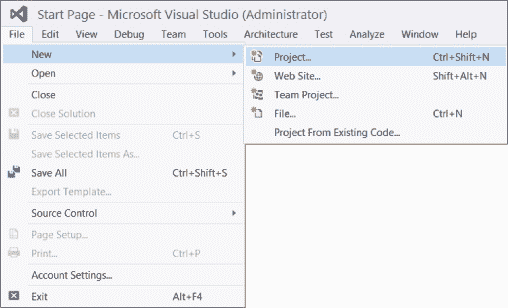 Start Page - Microsoft Visual Studio (Administrator)
File Edit View Debug Team Tools Architecture Test Analyze Window Help
New
Open
Close
Close Solution
Save Selected Items Ctrl+S
Save Selected Items As...
Save All Ctrl+Shift+S
Export Template...
Source Control
Page Setup...
Print... Ctrl+P
Account Settings...
Exit Alt+F4
Project... Ctrl+Shift+N
Web Site... Shift+Alt+N
Team Project...
File... Ctrl+N
Project From Existing Code...